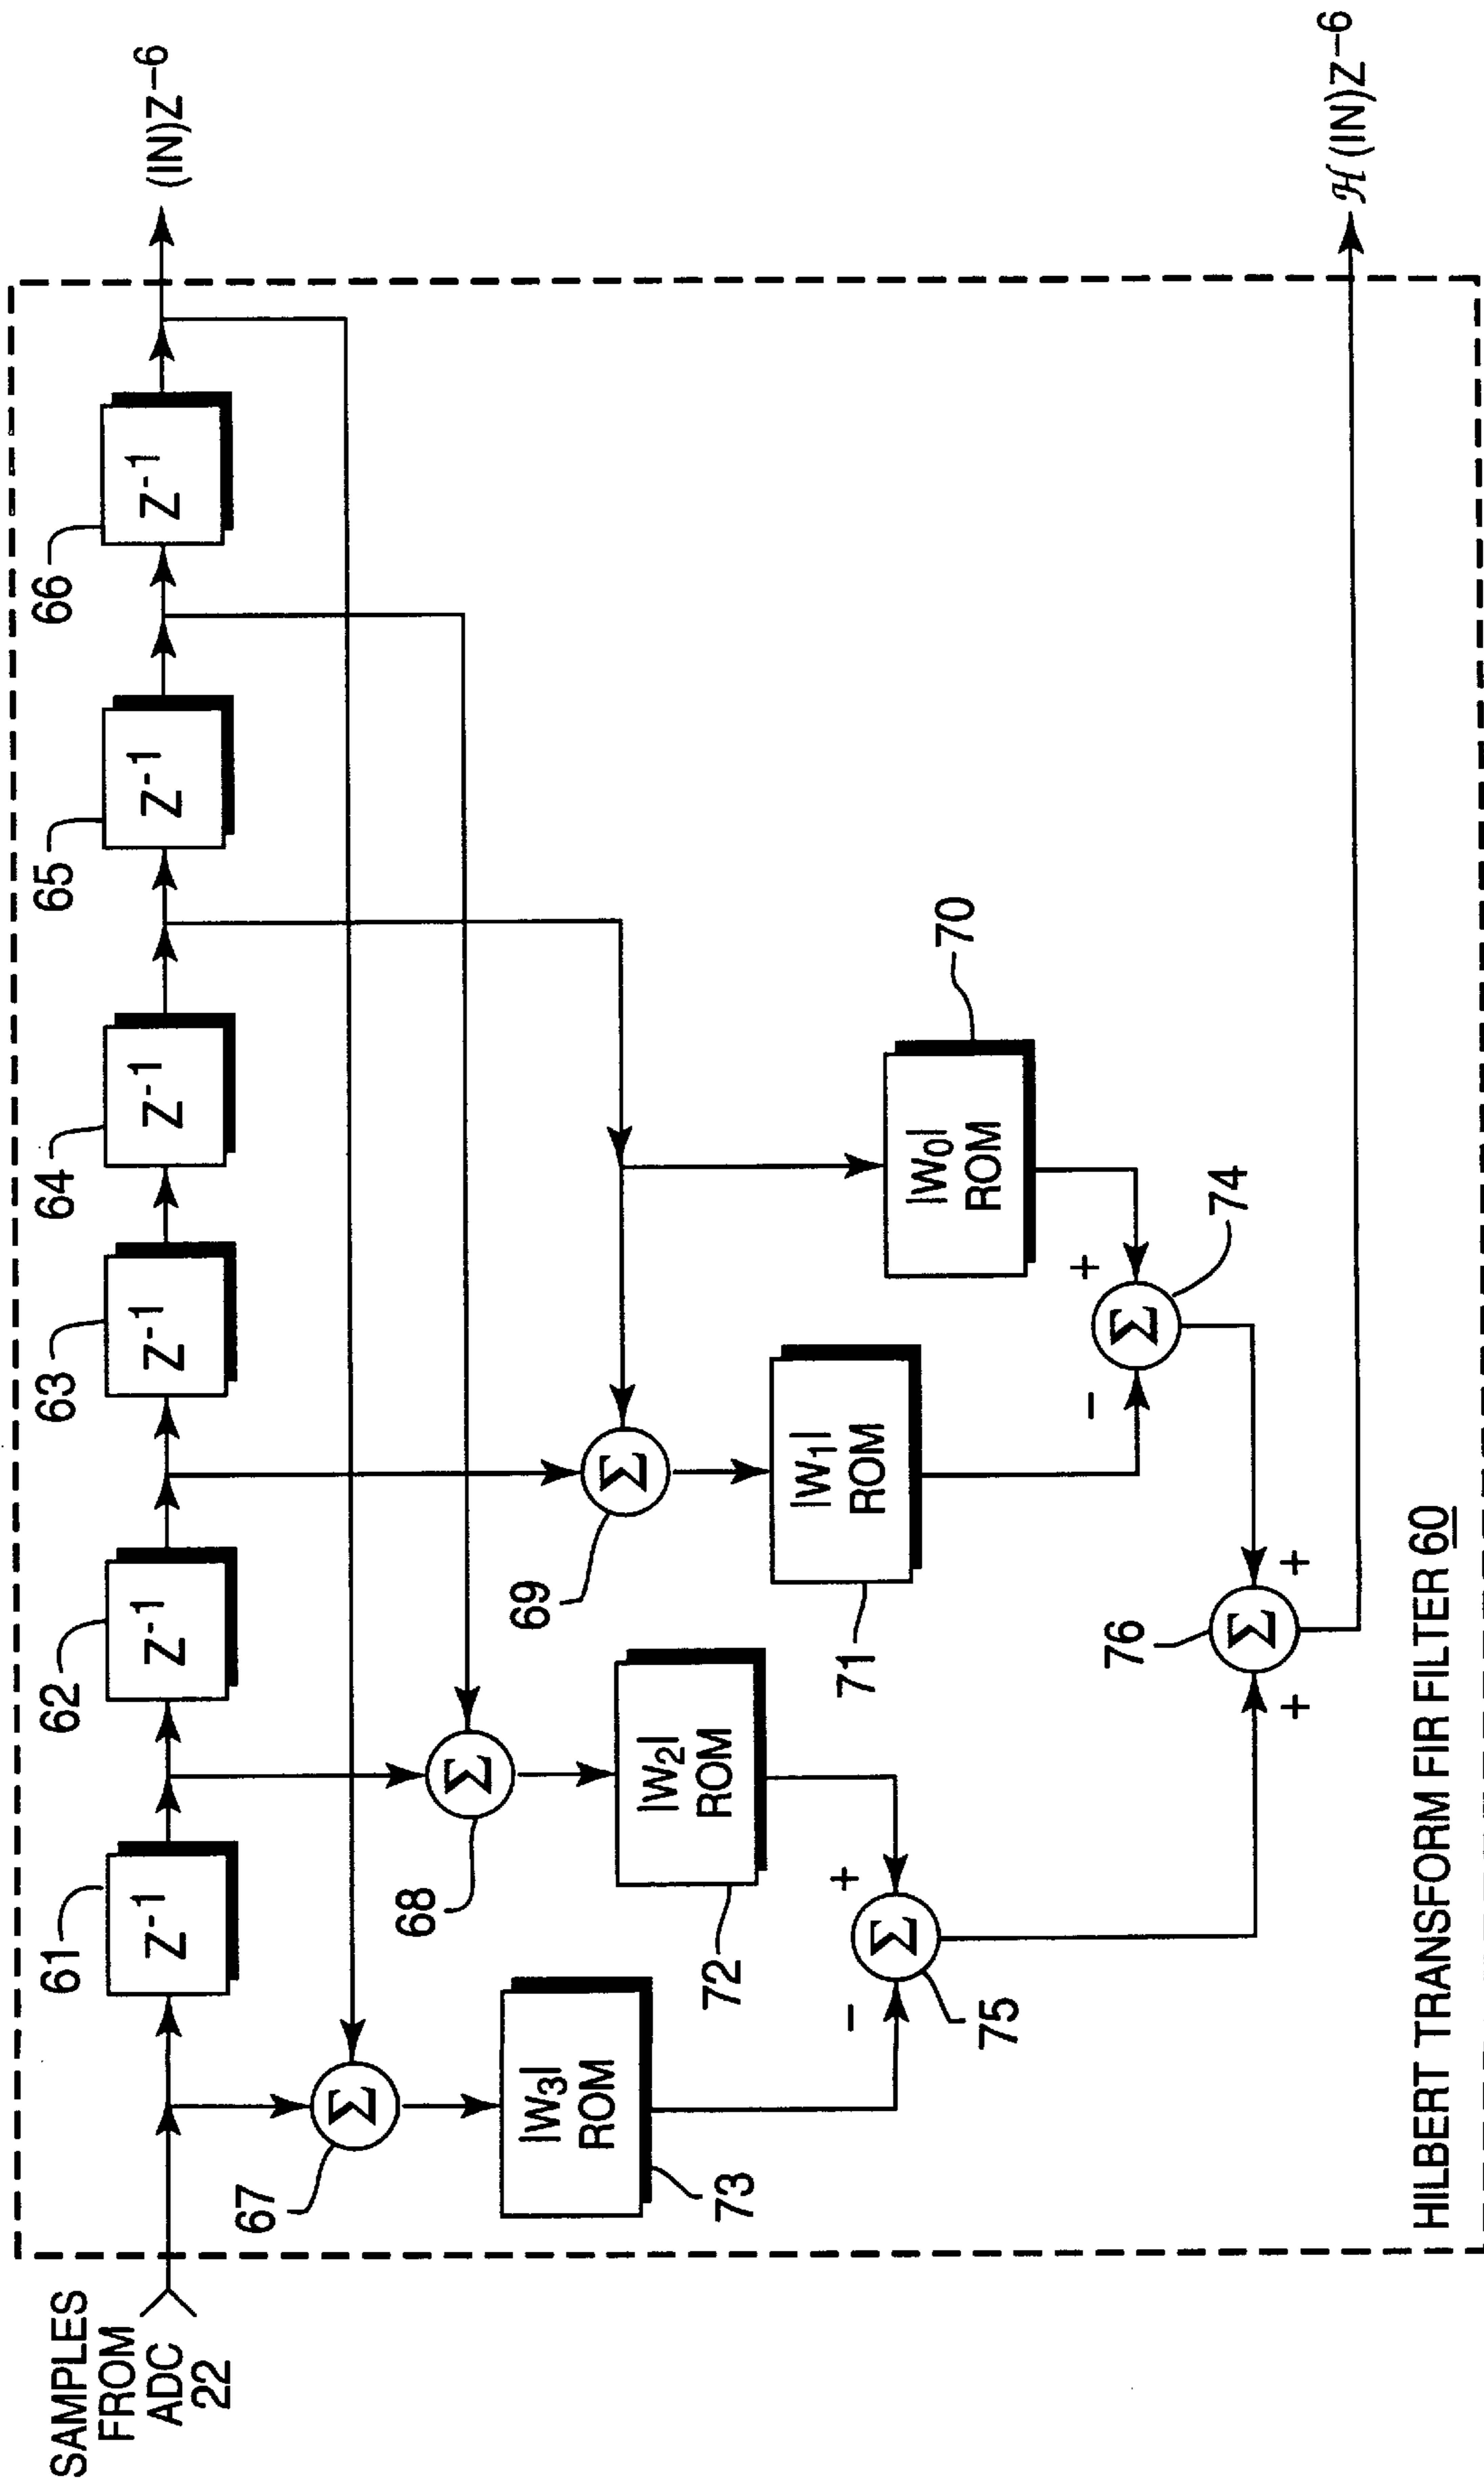 SAMPLES
FROM
ADC
22
61
Z-1
62
Z-1
63
Z-1
64
Z-1
65
Z-1
66
Z-1
(IN)Z-6
67
Σ
68
Σ
69
Σ
|W3|
ROM
73
|W2|
ROM
72
|W1|
ROM
71
|W0|
ROM
70
-
+
Σ
75
-
+
Σ
74
+
+
Σ
76
ℋ(IN)Z-6
HILBERT TRANSFORM FIR FILTER 60